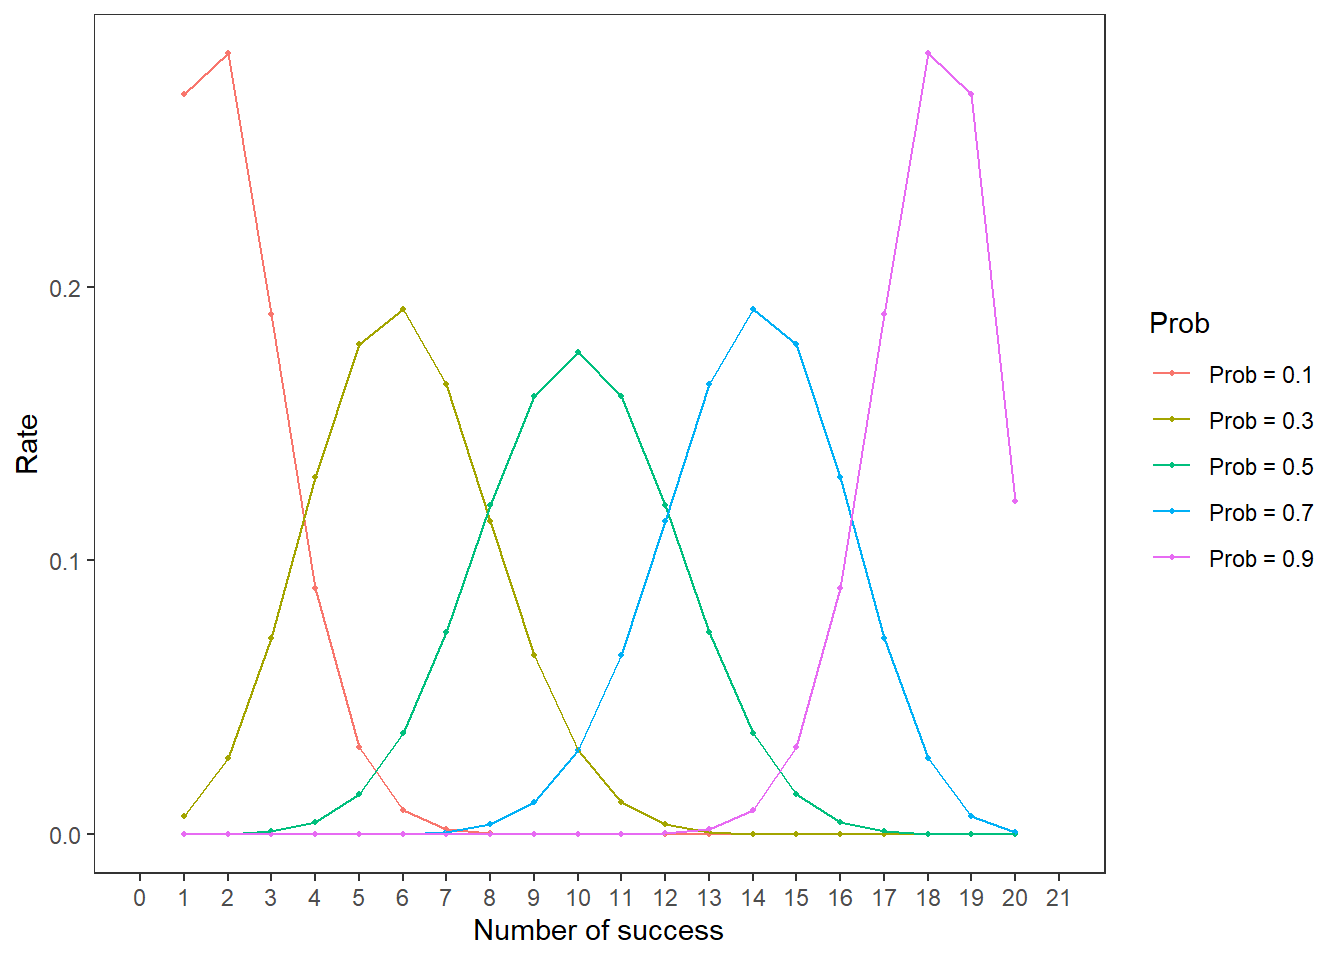 0.2
0.1
0.0
Rate
0 1 2 3 4 5 6 7 8 9 10 11 12 13 14 15 16 17 18 19 20 21
Number of success
Prob
Prob = 0.1
Prob = 0.3
Prob = 0.5
Prob = 0.7
Prob = 0.9